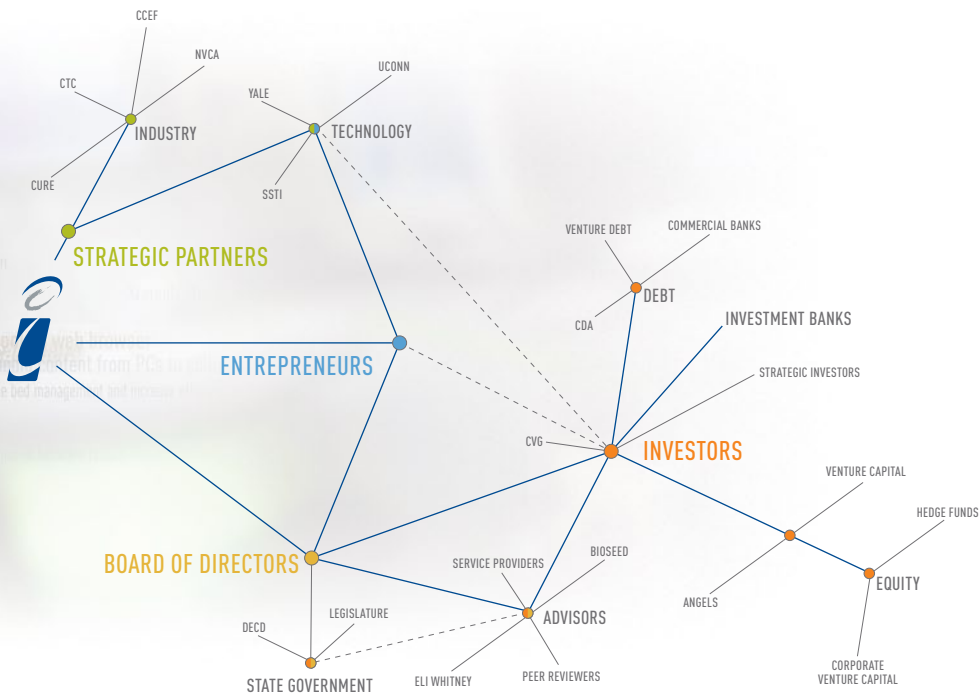 CCEF
NVCA
UCONN
CTC
YALE
INDUSTRY
TECHNOLOGY
CURE
SSTI
STRATEGIC PARTNERS
VENTURE DEBT
COMMERCIAL BANKS
DEBT
CDA
INVESTMENT BANKS
ENTREPRENEURS
STRATEGIC INVESTORS
CVG
INVESTORS
VENTURE CAPITAL
HEDGE FUNDS
BOARD OF DIRECTORS
SERVICE PROVIDERS
BIOSEED
EQUITY
ANGELS
LEGISLATURE
DECD
ADVISORS
STATE GOVERNMENT
ELI WHITNEY
PEER REVIEWERS
CORPORATE
VENTURE CAPITAL